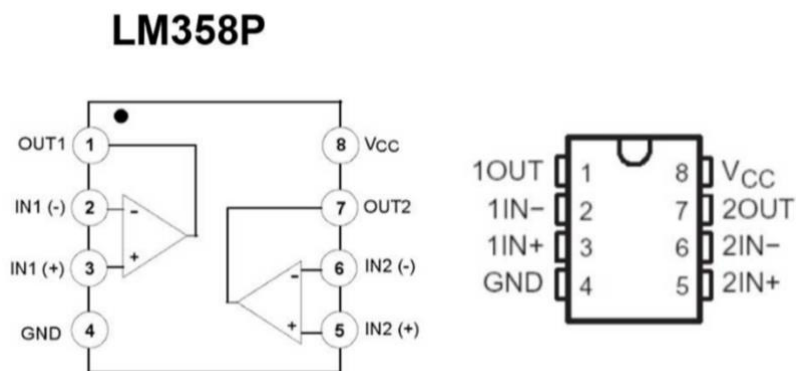 LM358P
OUT1 1
8 VCC
IN1 (-) 2
-
7 OUT2
IN1 (+) 3
+
-
6 IN2 (-)
GND 4
+
5 IN2 (+)
1OUT 1 8 VCC
1IN− 2 7 2OUT
1IN+ 3 6 2IN−
GND 4 5 2IN+